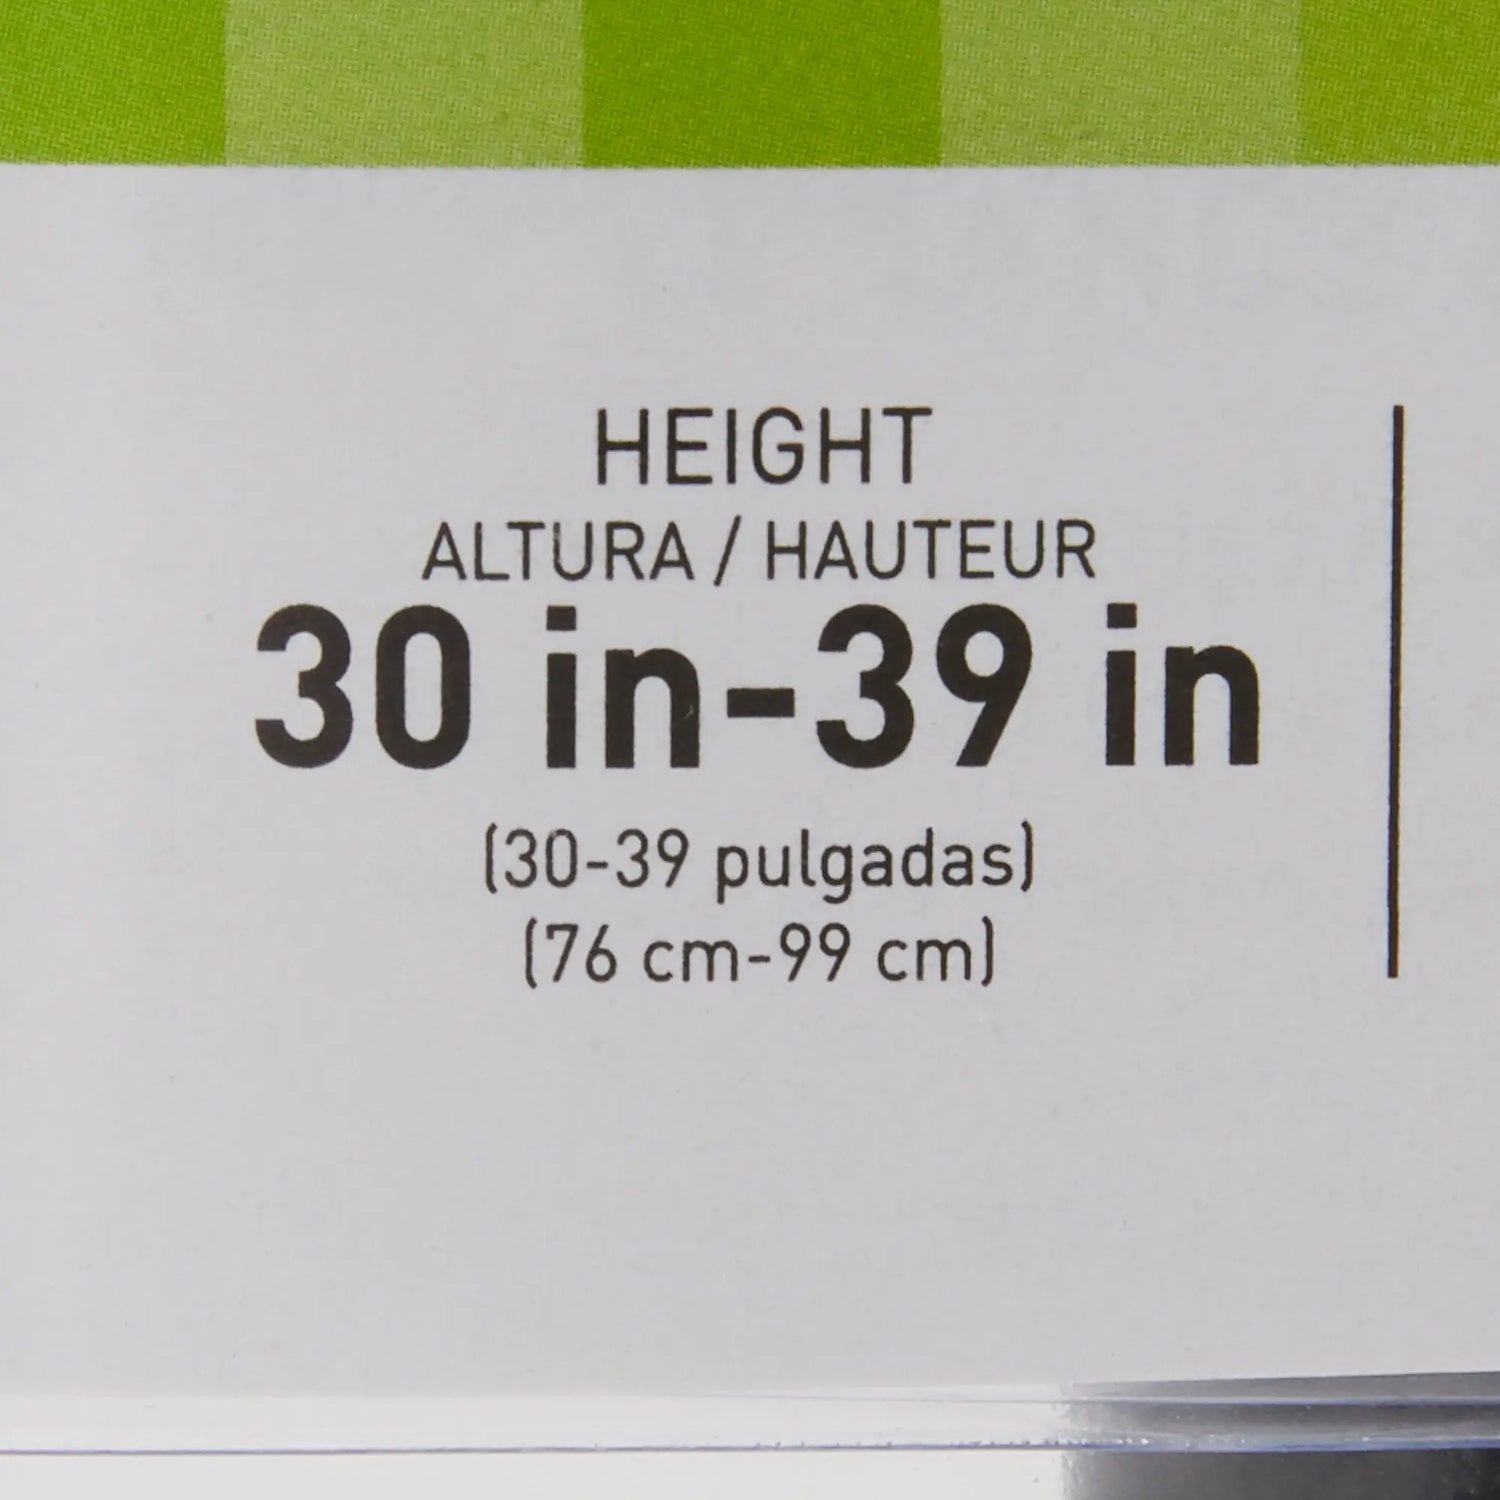 HEIGHT
ALTURA / HAUTEUR
30 in-39 in
(30-39 pulgadas)
(76 cm-99 cm)